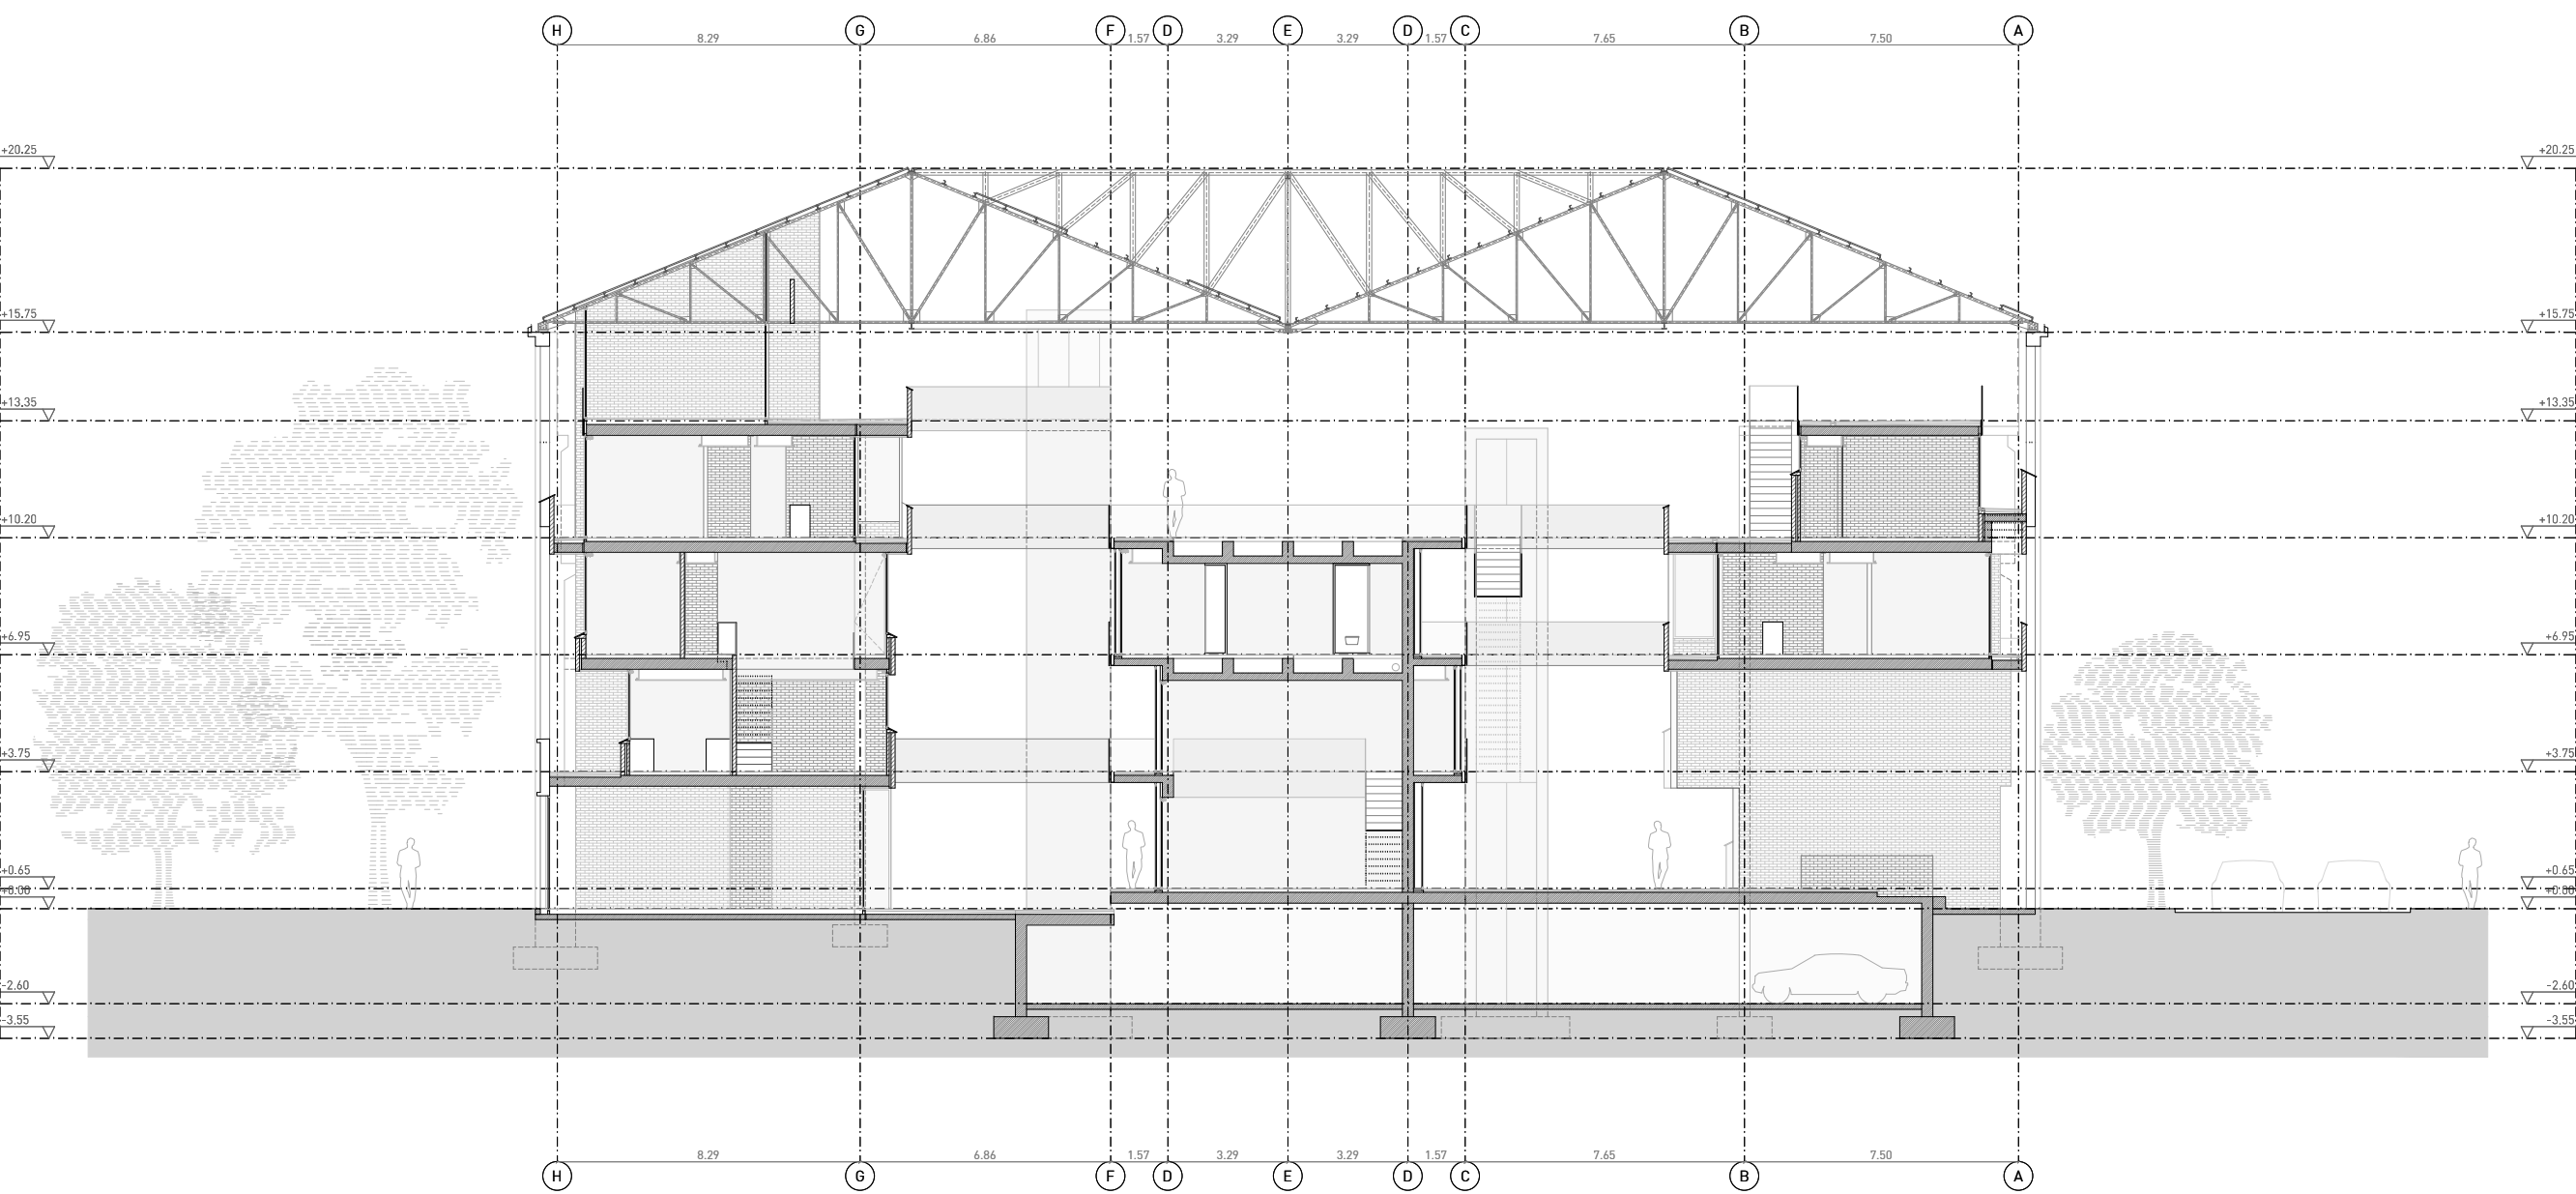 H G F D E D C B A
8.29 6.86 1.57 3.29 3.29 1.57 7.65 7.50
+20.25 +20.25
+15.75 +15.75
+13.35 +13.35
+10.20 +10.20
+6.95 +6.95
+3.75 +3.75
+0.65 +0.65
+0.00 +0.00
-2.60 -2.60
-3.55 -3.55
8.29 6.86 1.57 3.29 3.29 1.57 7.65 7.50
H G F D E D C B A